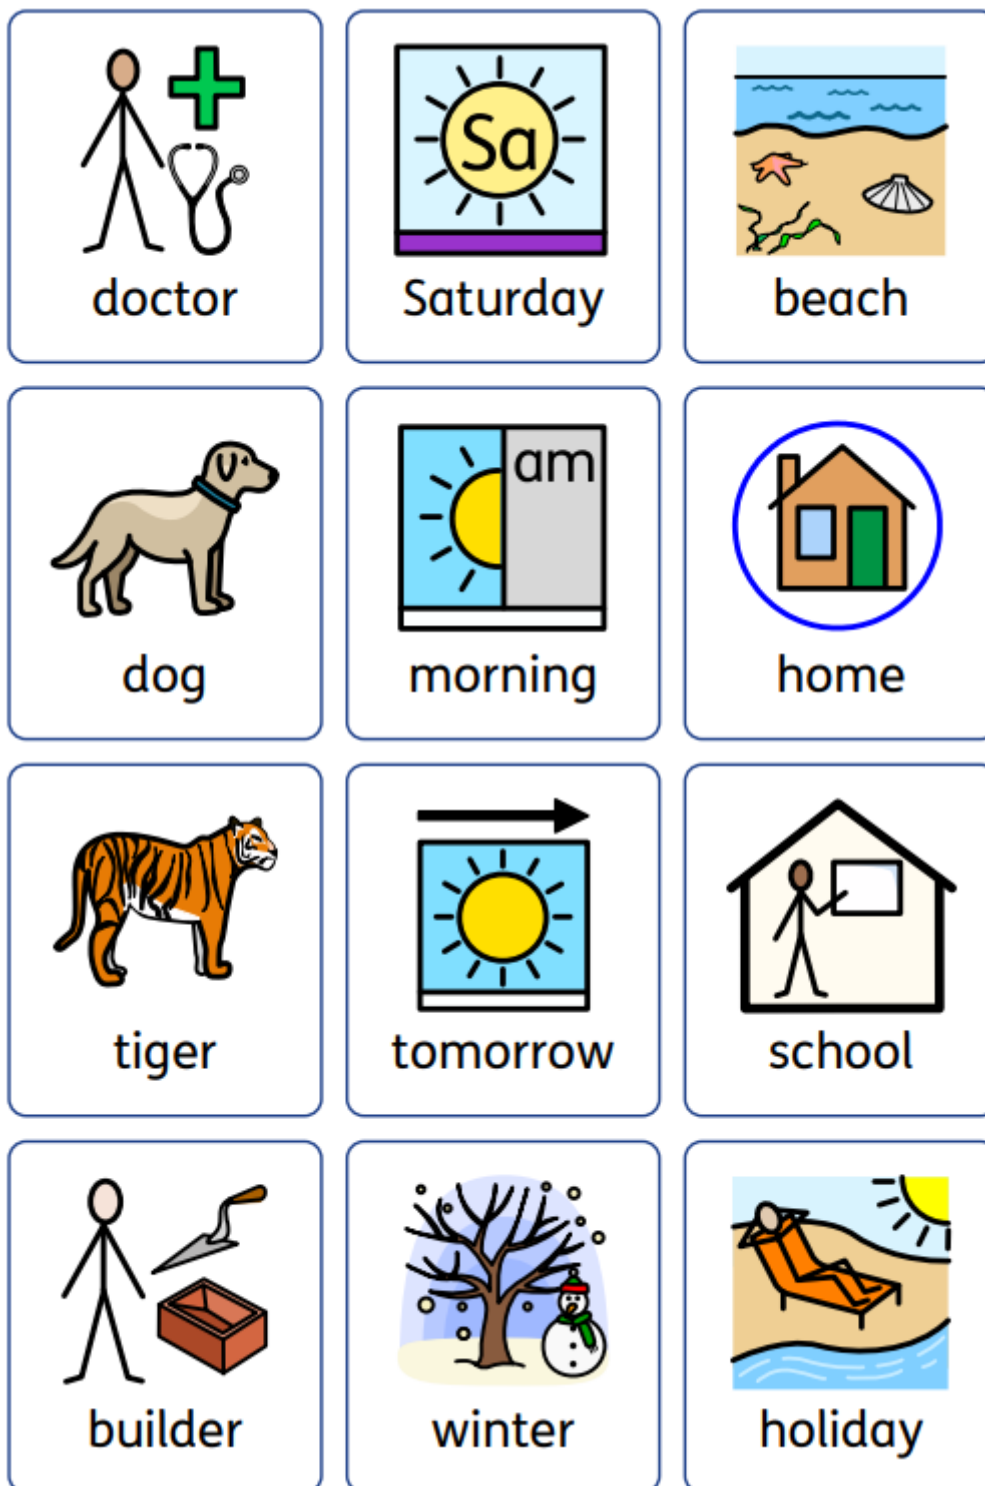 Sa
doctor
Saturday
beach
am
dog
morning
home
tiger
tomorrow
school
builder
winter
holiday